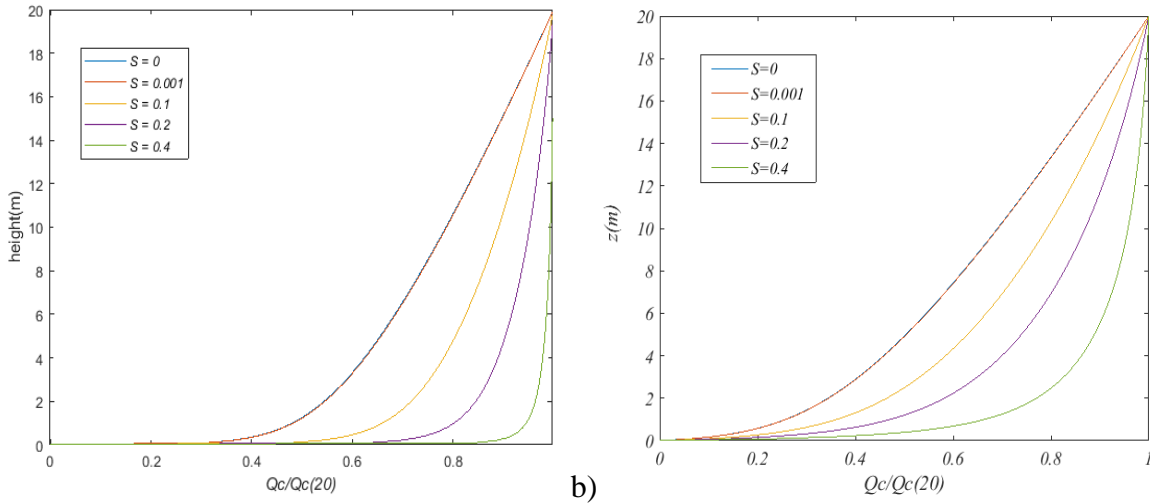 20
18
16
14
12
10
8
6
4
2
0
height(m)
S = 0
S = 0.001
S = 0.1
S = 0.2
S = 0.4
0 0.2 0.4 0.6 0.8
Qc/Qc(20)
b)
20
18
16
14
12
10
8
6
4
2
0
z(m)
S=0
S=0.001
S=0.1
S=0.2
S=0.4
0 0.2 0.4 0.6 0.8 1
Qc/Qc(20)